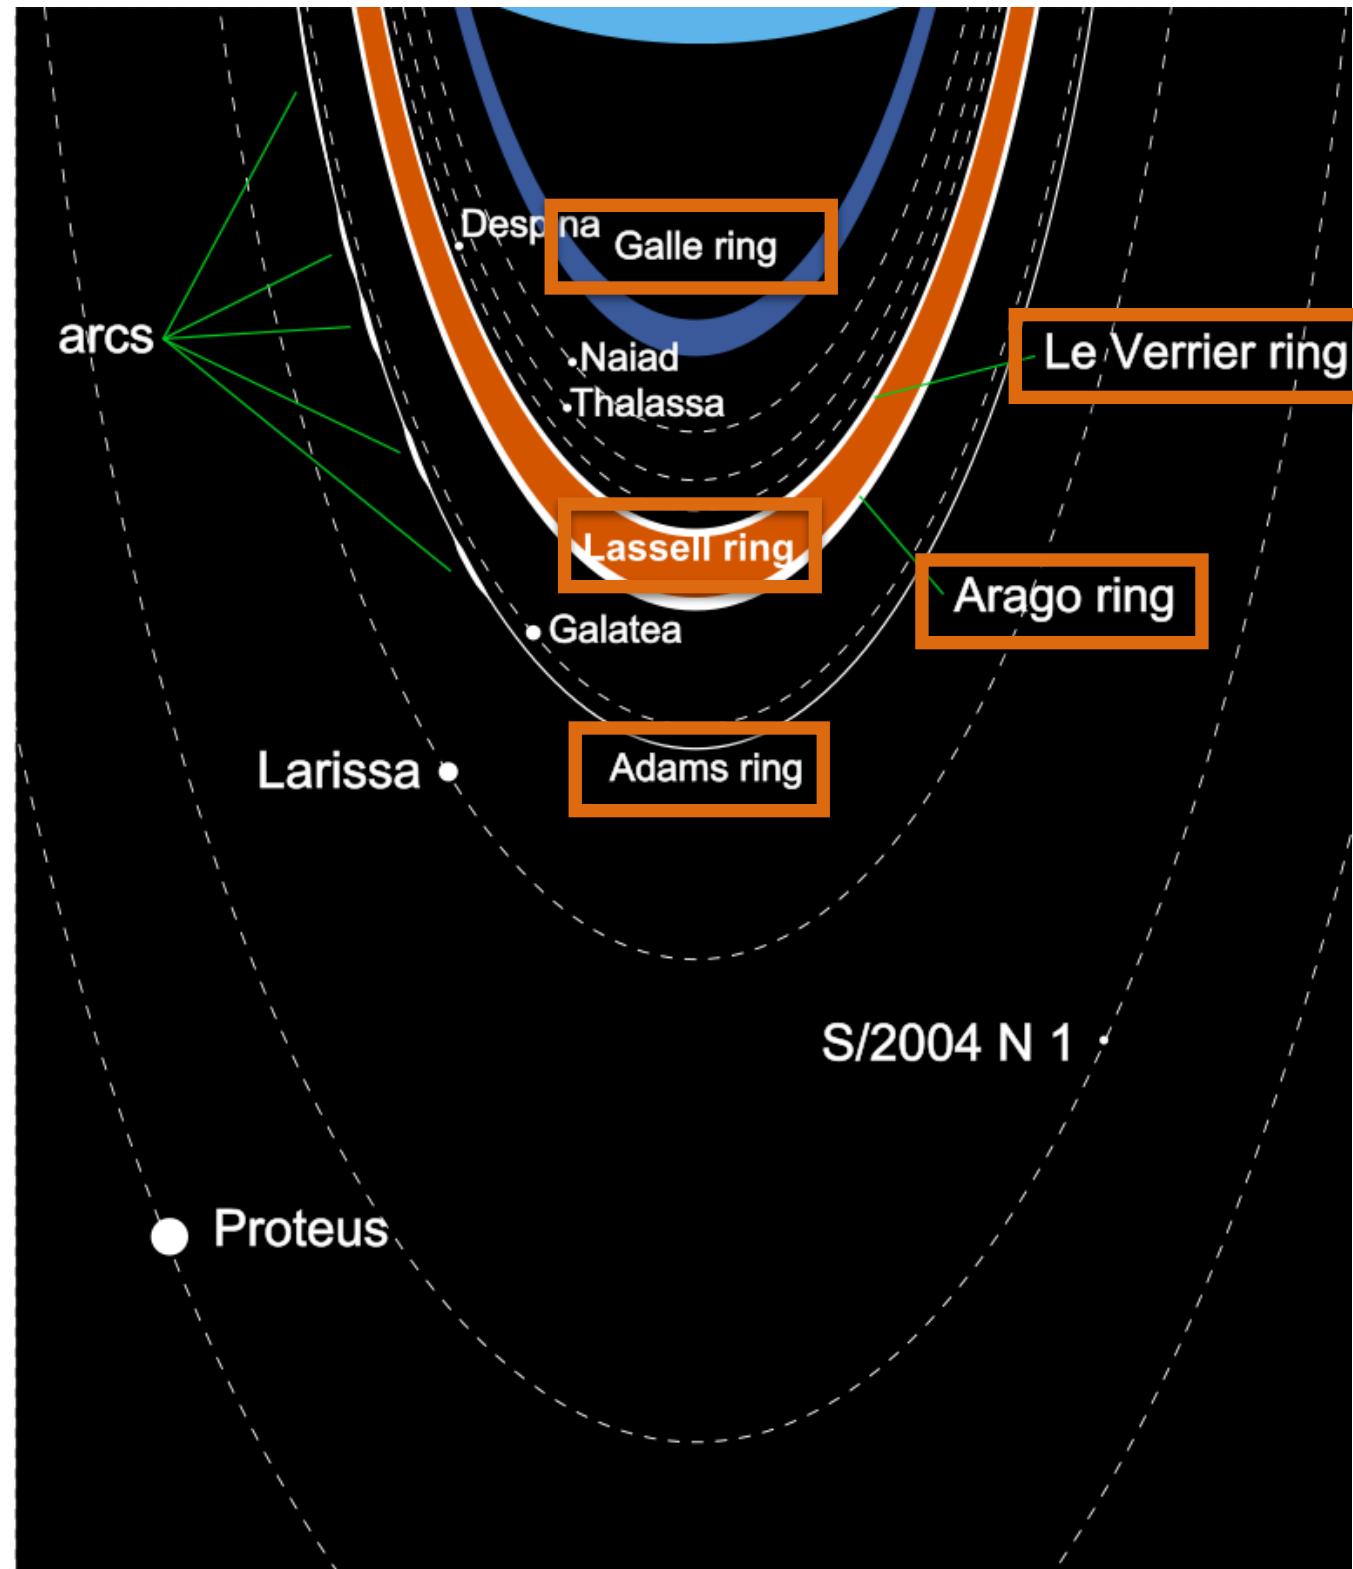 Despina
Galle ring
arcs
Le Verrier ring
Naiad
Thalassa
Lassell ring
Arago ring
Galatea
Adams ring
Larissa
S/2004 N 1
Proteus